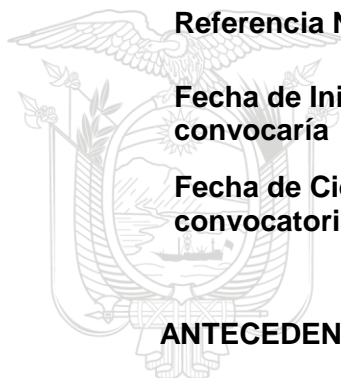 Referencia N
Fecha de Ini
convocaría
Fecha de Cie
convocatori
ANTECEDEN